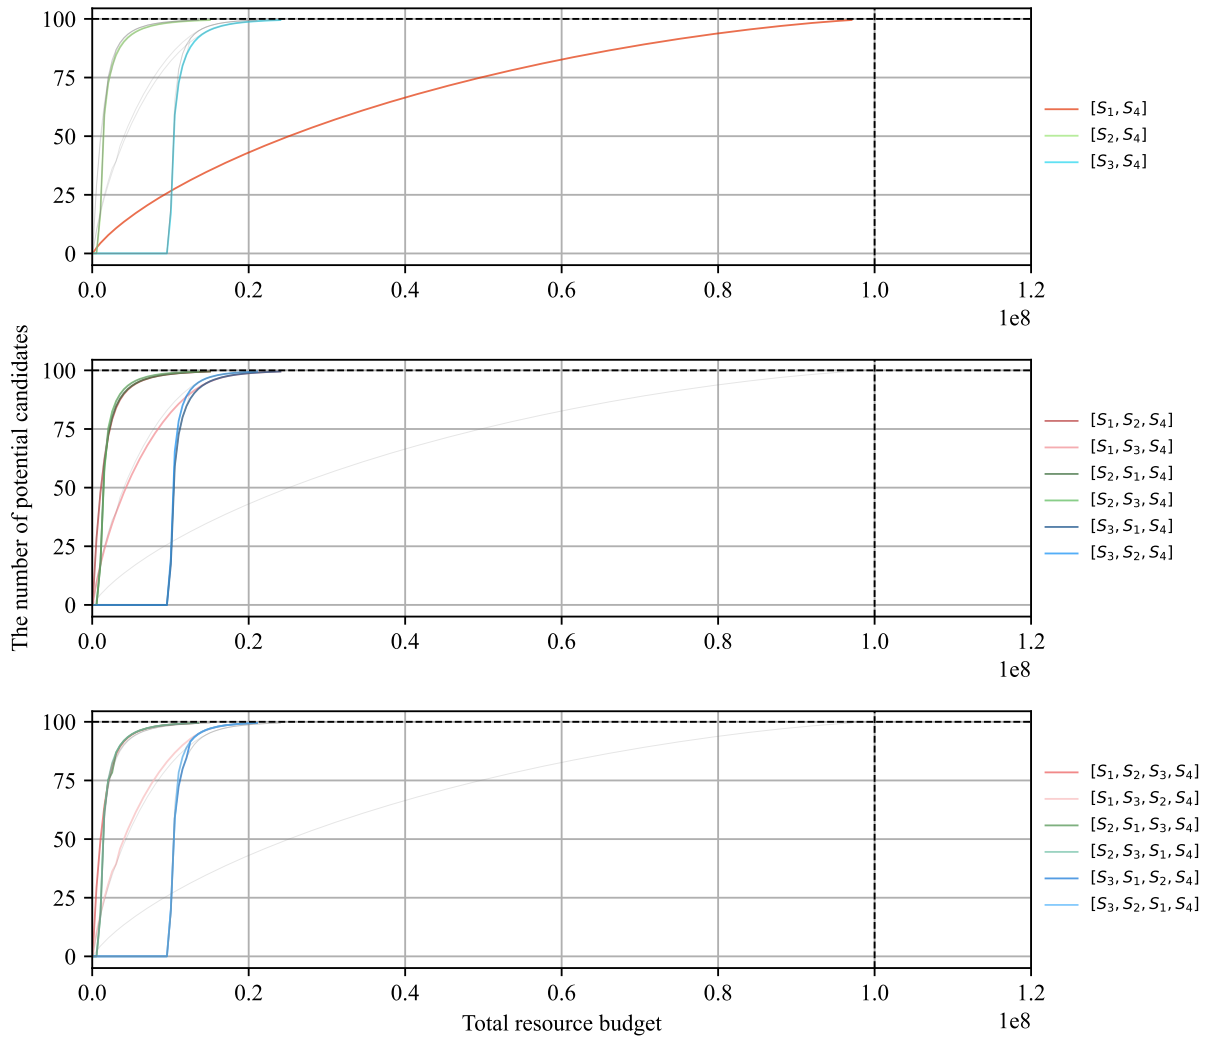 The number of potential candidates
100
75
50
25
0
0.0 0.2 0.4 0.6 0.8 1.0 1.2
1e8
[S₁, S₄]
[S₂, S₄]
[S₃, S₄]
100
75
50
25
0
0.0 0.2 0.4 0.6 0.8 1.0 1.2
1e8
[S₁, S₂, S₄]
[S₁, S₃, S₄]
[S₂, S₁, S₄]
[S₂, S₃, S₄]
[S₃, S₁, S₄]
[S₃, S₂, S₄]
100
75
50
25
0
0.0 0.2 0.4 0.6 0.8 1.0 1.2
1e8
[S₁, S₂, S₃, S₄]
[S₁, S₃, S₂, S₄]
[S₂, S₁, S₃, S₄]
[S₂, S₃, S₁, S₄]
[S₃, S₁, S₂, S₄]
[S₃, S₂, S₁, S₄]
Total resource budget